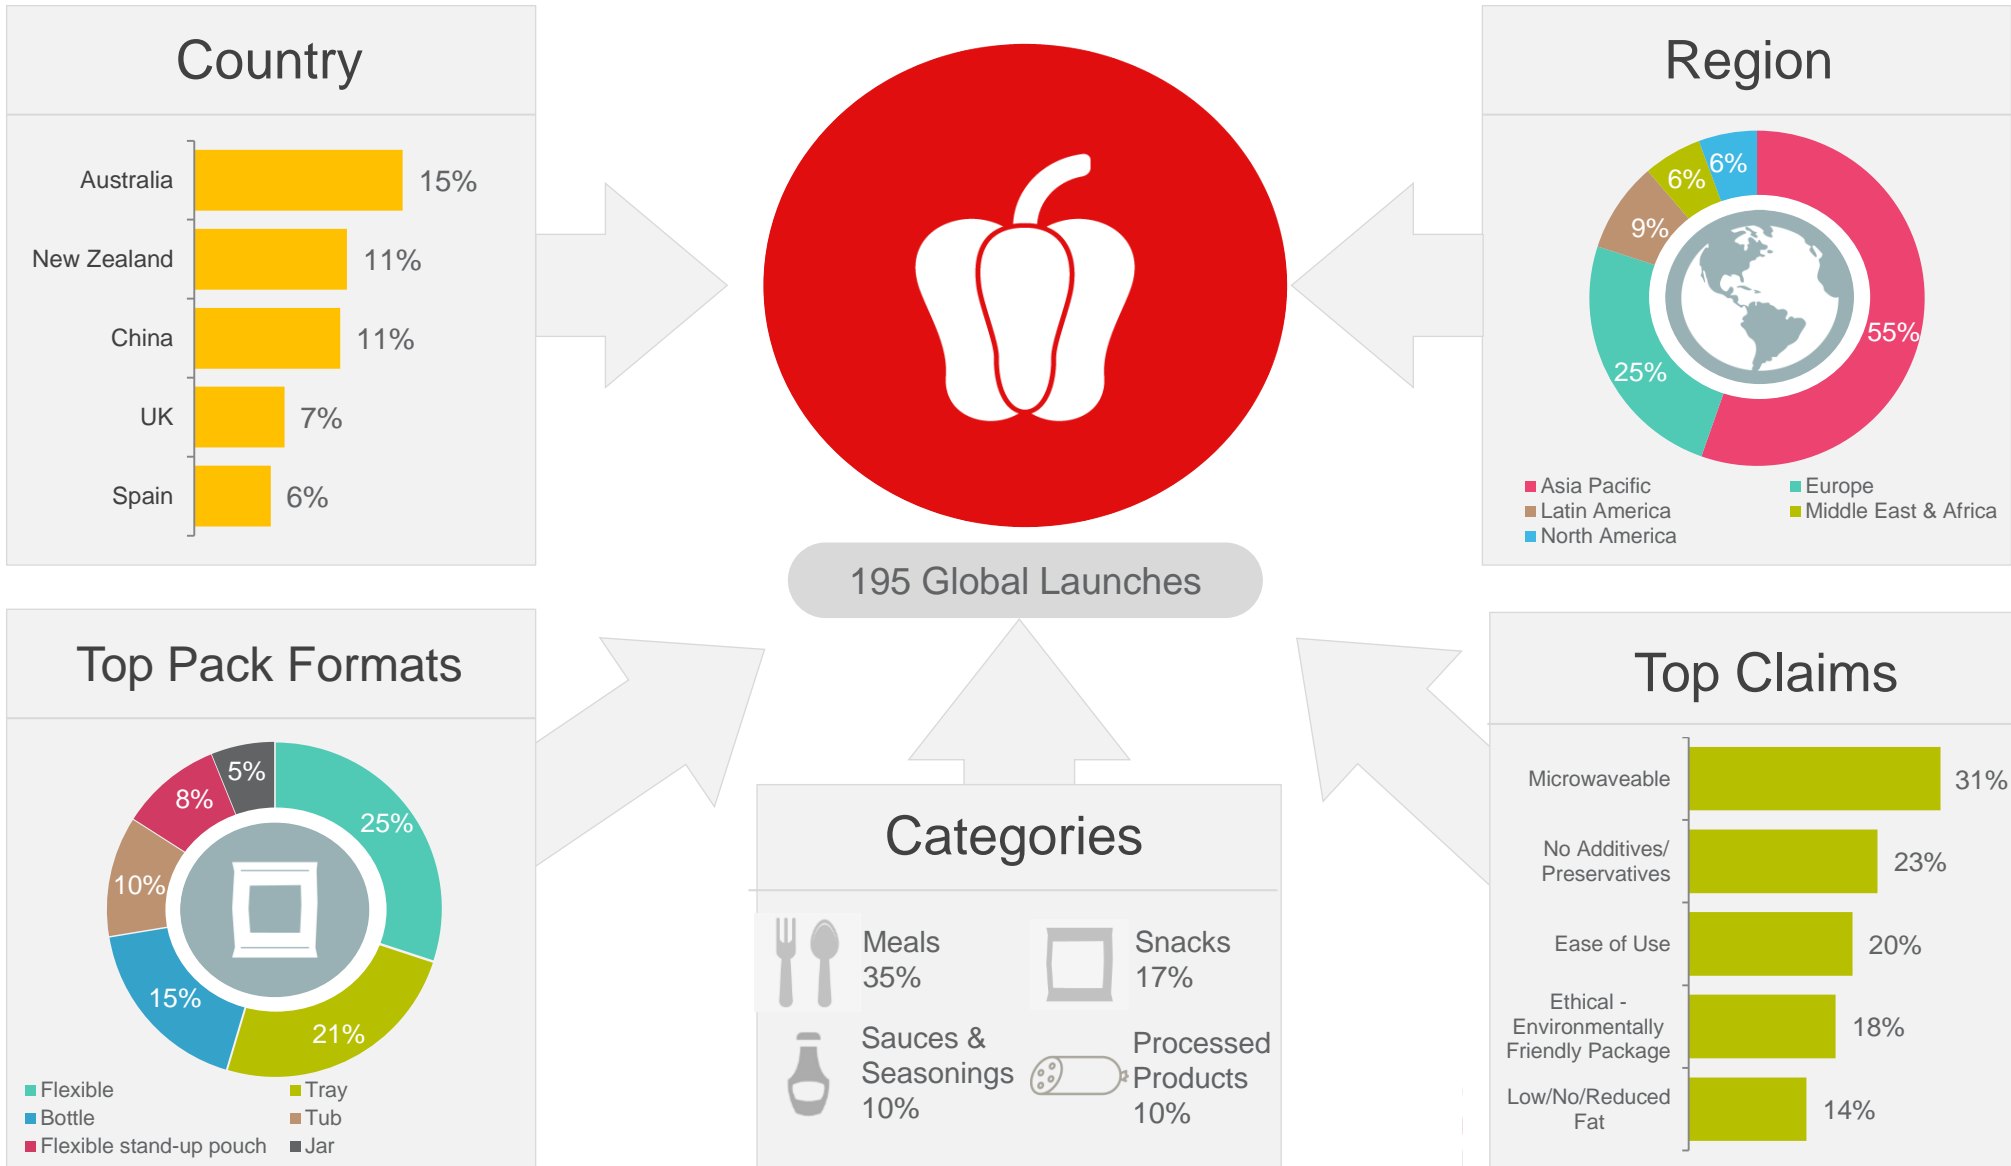 Country
Australia
15%
New Zealand
11%
China
11%
UK
7%
Spain
6%
195 Global Launches
Region
6%
6%
9%
25%
55%
Asia Pacific
Europe
Latin America
Middle East & Africa
North America
Top Pack Formats
5%
8%
25%
10%
15%
21%
Flexible
Tray
Bottle
Tub
Flexible stand-up pouch
Jar
Categories
Meals
35%
Snacks
17%
Sauces &
Seasonings
10%
Processed
Products
10%
Top Claims
Microwaveable
31%
No Additives/
Preservatives
23%
Ease of Use
20%
Ethical -
Environmentally
Friendly Package
18%
Low/No/Reduced
Fat
14%